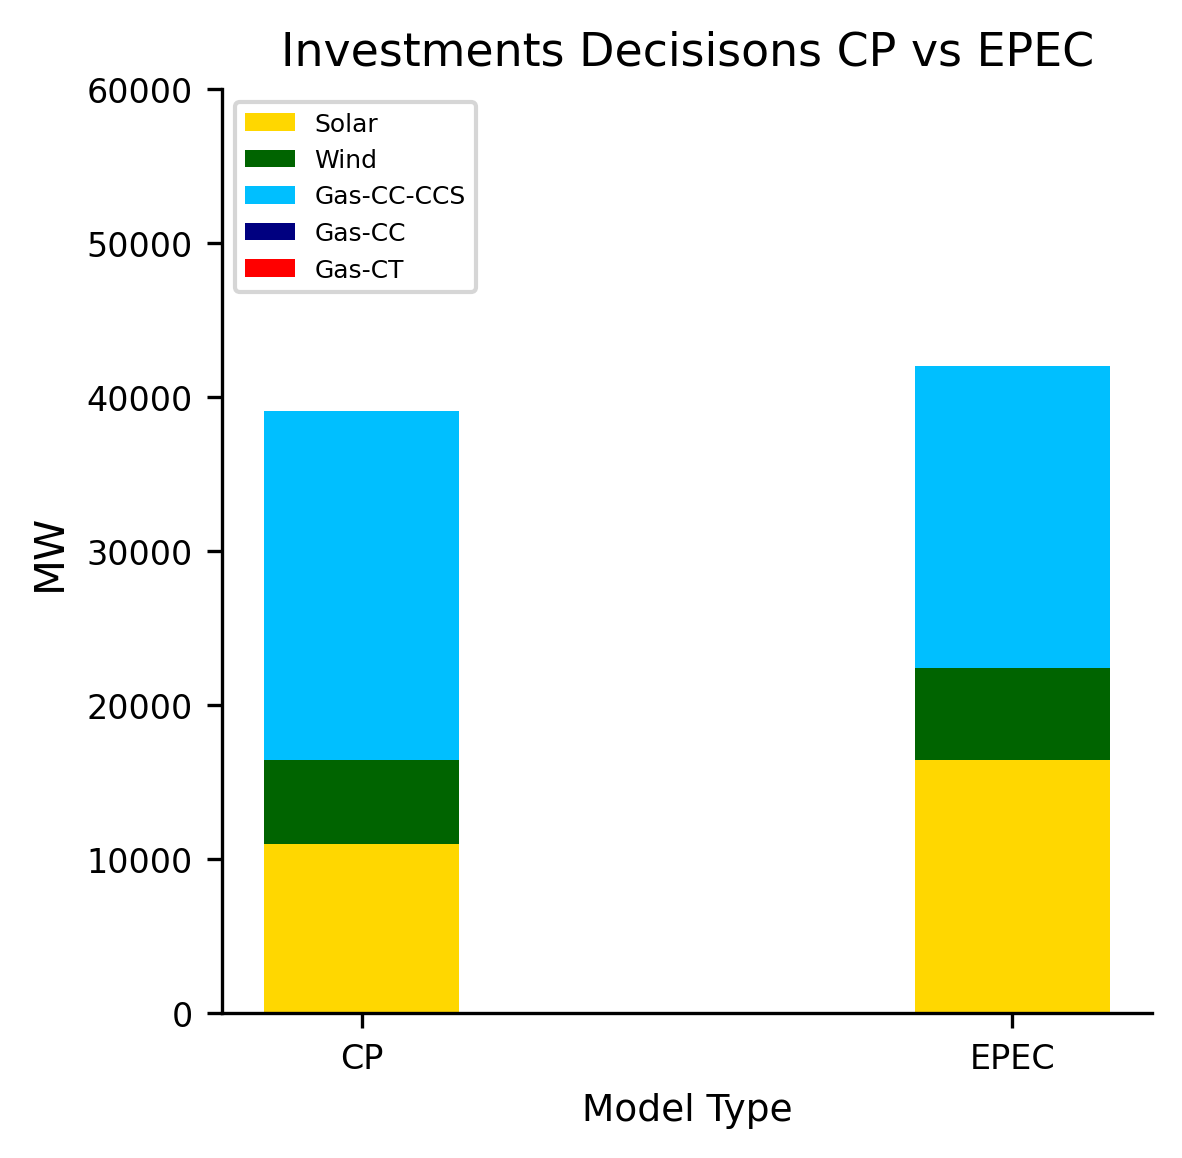 Investments Decisisons CP vs EPEC
60000
50000
40000
30000
20000
10000
0
MW
Solar
Wind
Gas-CC-CCS
Gas-CC
Gas-CT
CP
EPEC
Model Type